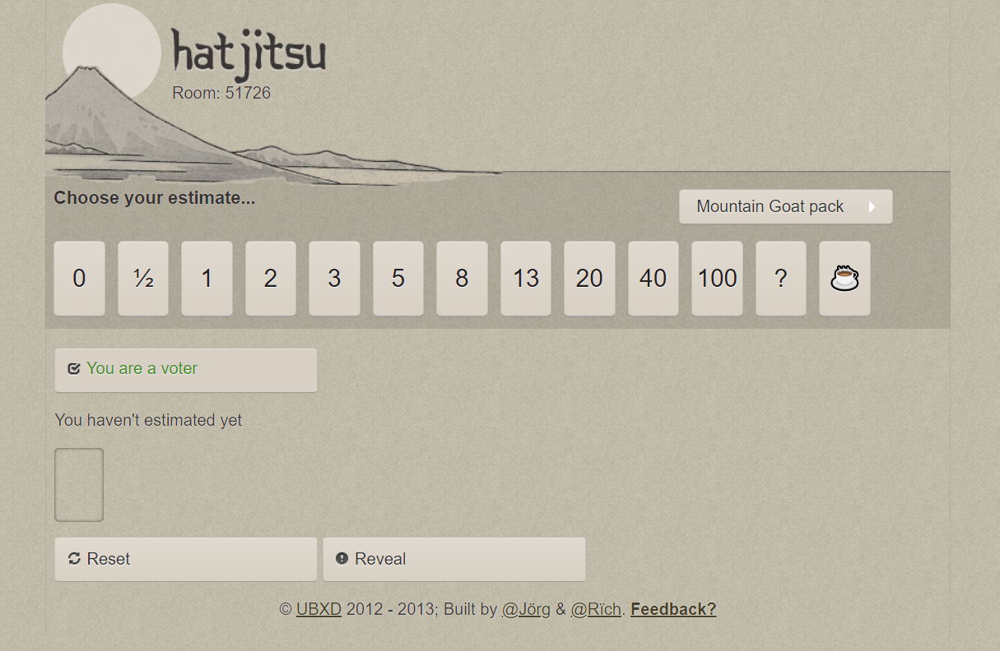 hatjitsu
Room: 51726
Choose your estimate...
Mountain Goat pack
0 ½ 1 2 3 5 8 13 20 40 100 ?
You are a voter
You haven't estimated yet
Reset Reveal
© UBXD 2012 - 2013; Built by @Jörg & @Rïch. Feedback?